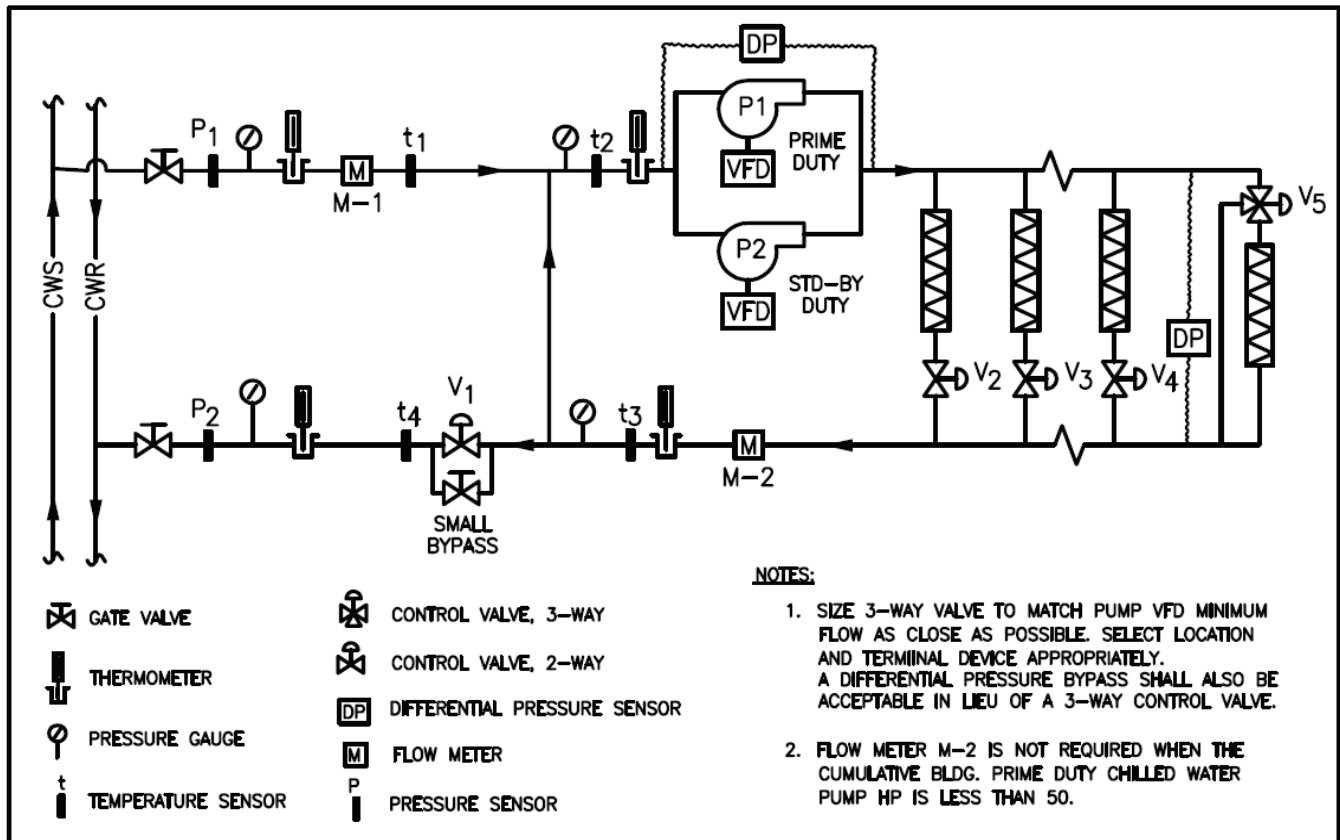 DP
P1
PRIME
DUTY
VFD
P2
STD-BY
DUTY
VFD
P1
t1
M
M-1
t2
V5
CWS
CWR
DP
V2
V3
V4
P2
t4
V1
t3
M
M-2
SMALL
BYPASS
GATE VALVE
THERMOMETER
PRESSURE GAUGE
t
TEMPERATURE SENSOR
CONTROL VALVE, 3-WAY
CONTROL VALVE, 2-WAY
DP
DIFFERENTIAL PRESSURE SENSOR
M
FLOW METER
P
PRESSURE SENSOR
NOTES:
1. SIZE 3-WAY VALVE TO MATCH PUMP VFD MINIMUM
FLOW AS CLOSE AS POSSIBLE. SELECT LOCATION
AND TERMIINAL DEVICE APPROPRIATELY.
A DIFFERENTIAL PRESSURE BYPASS SHALL ALSO BE
ACCEPTABLE IN LIEU OF A 3-WAY CONTROL VALVE.
2. FLOW METER M-2 IS NOT REQUIRED WHEN THE
CUMULATIVE BLDG. PRIME DUTY CHILLED WATER
PUMP HP IS LESS THAN 50.